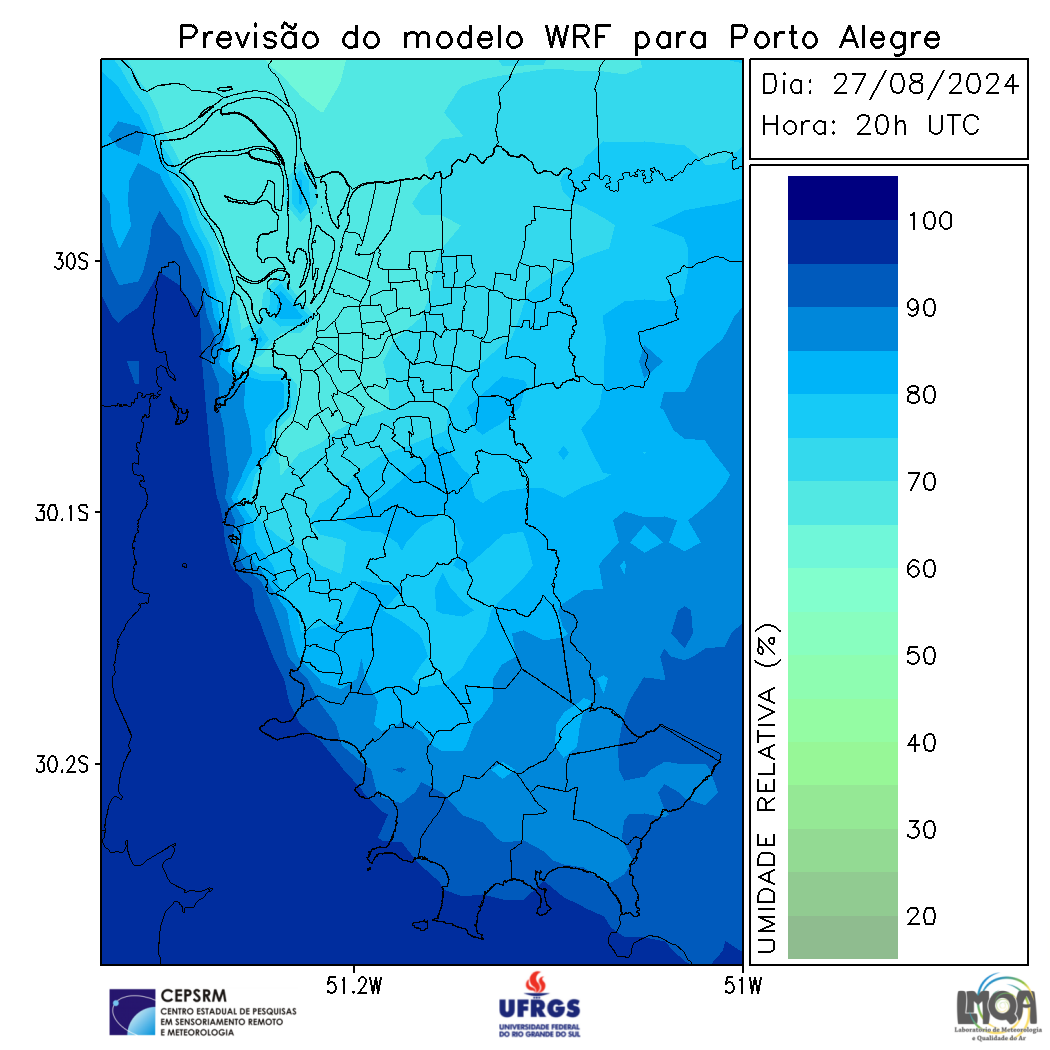 Previsão do modelo WRF para Porto Alegre
Dia: 27/08/2024
Hora: 20h UTC
30S
30.1S
30.2S
51.2W
51W
UMIDADE RELATIVA (%)
100
90
80
70
60
50
40
30
20
CEPSRM
CENTRO ESTADUAL DE PESQUISAS
EM SENSORIAMENTO REMOTO
E METEOROLOGIA
UFRGS
UNIVERSIDADE FEDERAL
DO RIO GRANDE DO SUL
LMQA
Laboratório de Meteorologia
e Qualidade do Ar